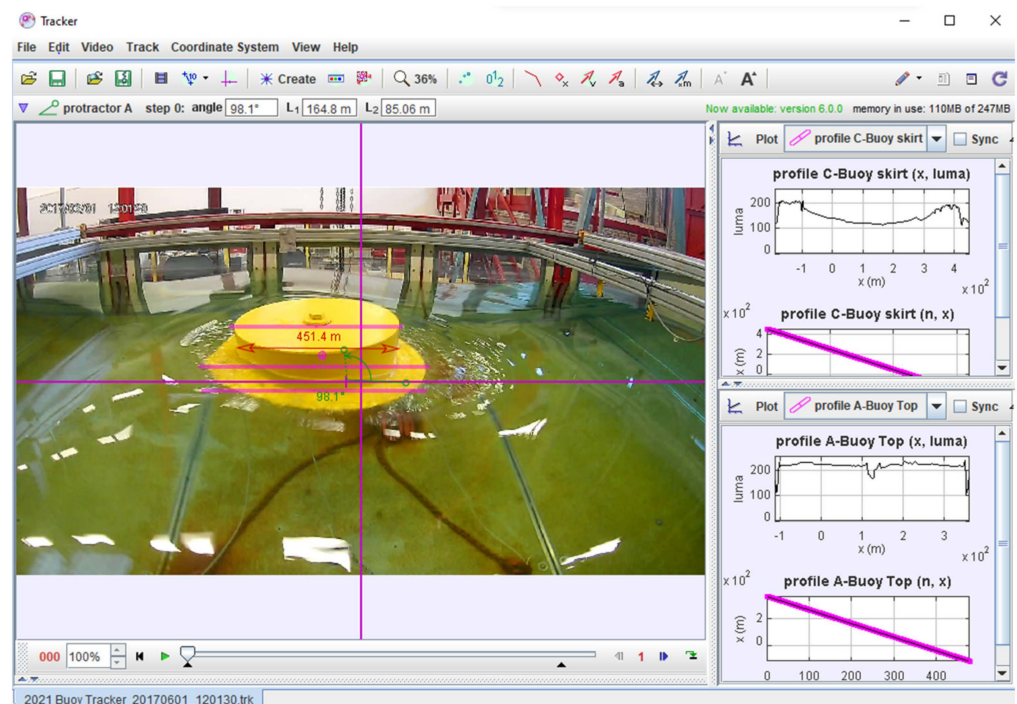 Tracker
File Edit Video Track Coordinate System View Help
Create 36%
protractor A step 0: angle 98.1° L1 164.8 m L2 85.06 m Now available: version 6.0.0 memory in use: 110MB of 247MB
Plot profile C-Buoy skirt Sync
profile C-Buoy skirt (x, luma)
200
100
0
luma
-1 0 1 2 3 4
x (m)
x 10²
profile C-Buoy skirt (n, x)
x 10²
4
2
0
x (m)
451.4 m
98.1°
Plot profile A-Buoy Top Sync
profile A-Buoy Top (x, luma)
200
100
0
luma
-1 0 1 2 3
x (m)
x 10²
profile A-Buoy Top (n, x)
x 10²
2
0
x (m)
0 100 200 300 400
000 100% 1
2021 Buoy Tracker_20170601_120130.trk